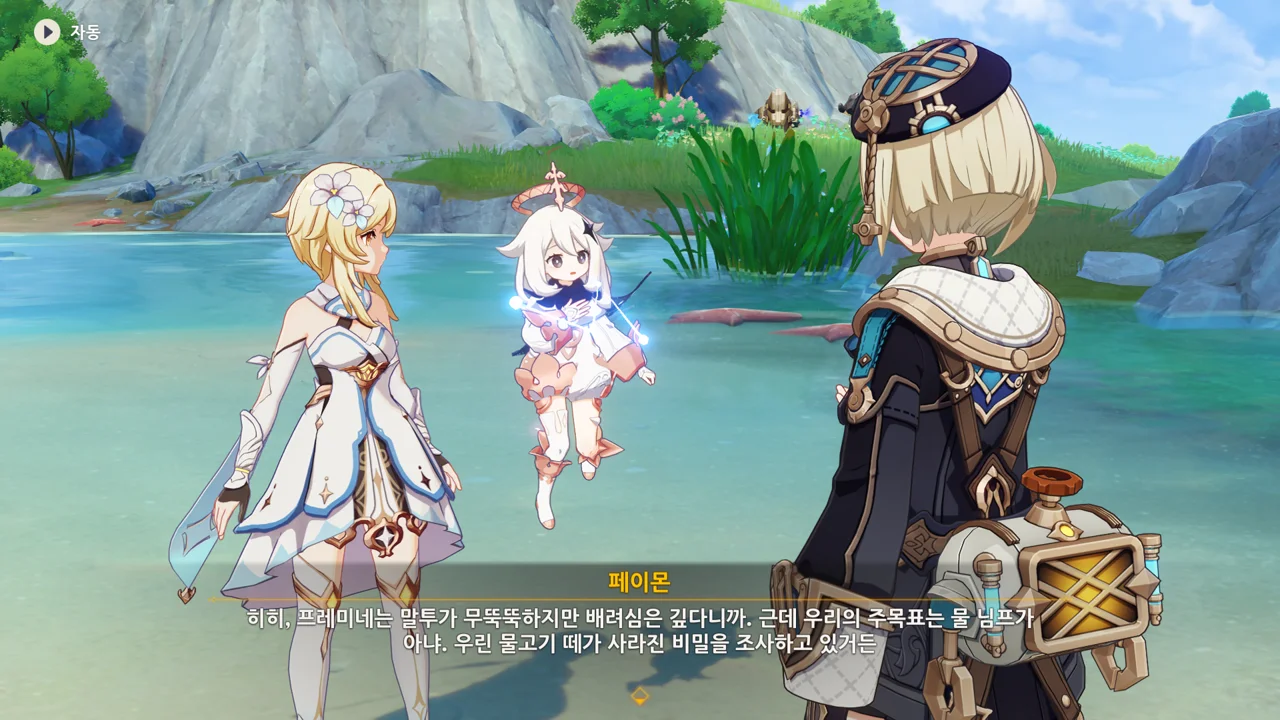 자동
페이몬
히히, 프레미네는 말투가 무뚝뚝하지만 배려심은 깊다니까. 근데 우리의 주목표는 물 님프가
아냐. 우린 물고기 떼가 사라진 비밀을 조사하고 있거든